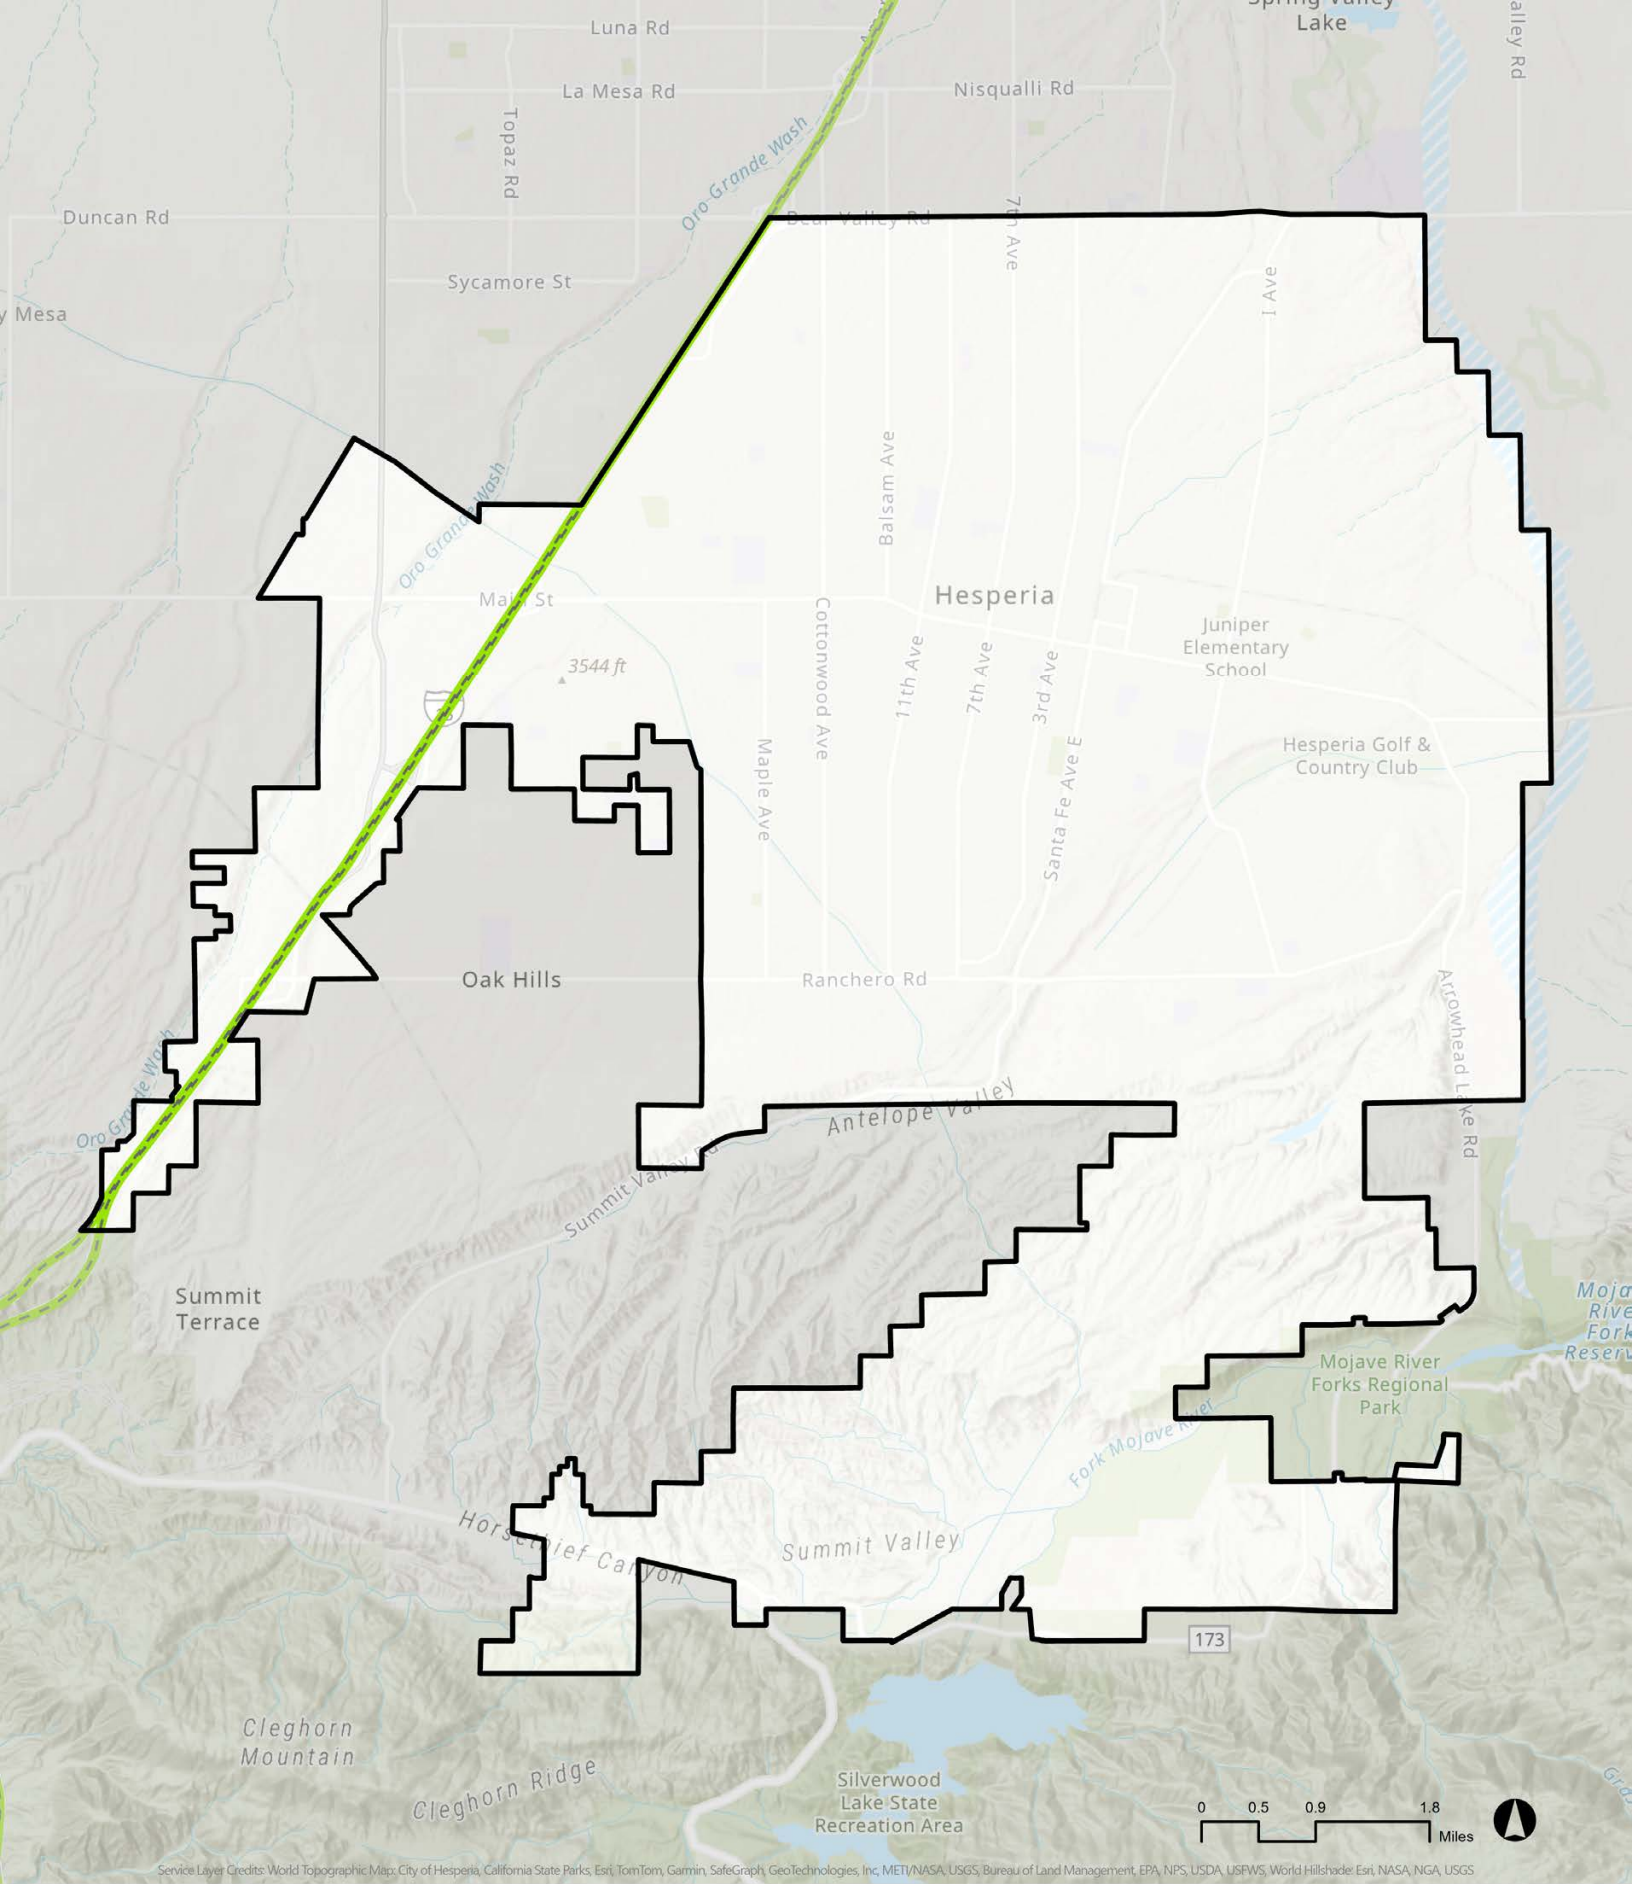 Spring Valley
Lake
Luna Rd
La Mesa Rd
Nisqualli Rd
alley Rd
Topaz Rd
Oro Grande Wash
Duncan Rd
Bear Valley Rd
7th Ave
Sycamore St
I Ave
y Mesa
Balsam Ave
Oro Grande Wash
Main St
Hesperia
Cottonwood Ave
Juniper
Elementary
School
3544 ft
11th Ave
7th Ave
3rd Ave
15
Maple Ave
Santa Fe Ave E
Hesperia Golf &
Country Club
Oak Hills
Ranchero Rd
Arrowhead Lake Rd
Oro Grande Wash
Antelope Valley
Summit Valley Rd
Summit
Terrace
Moja
Rive
Fork
Reserv
Mojave River
Forks Regional
Park
Fork Mojave River
Horsethief Canyon
Summit Valley
173
Cleghorn
Mountain
Cleghorn Ridge
Silverwood
Lake State
Recreation Area
Gra
0 0.5 0.9 1.8
Miles
Service Layer Credits: World Topographic Map: City of Hesperia, California State Parks, Esri, TomTom, Garmin, SafeGraph, GeoTechnologies, Inc, METI/NASA, USGS, Bureau of Land Management, EPA, NPS, USDA, USFWS, World Hillshade: Esri, NASA, NGA, USGS